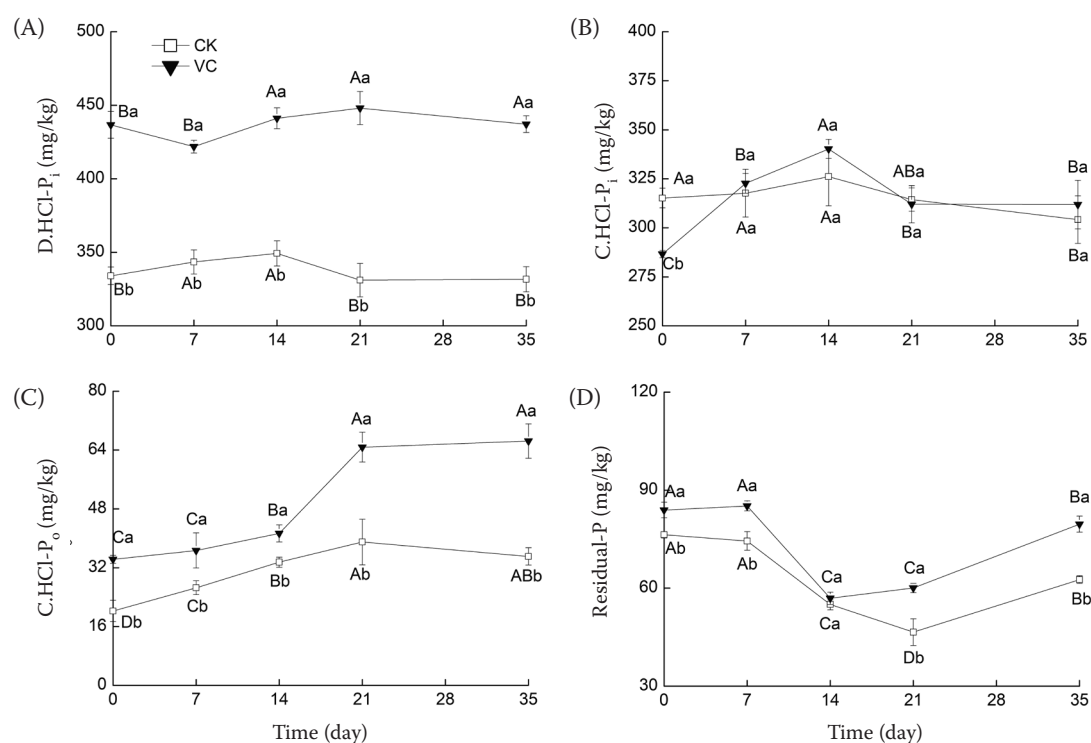 (A)
500
450
400
350
300
D.HCl-Pi (mg/kg)
CK
VC
Ba
Ba
Aa
Aa
Aa
Bb
Ab
Ab
Bb
Bb
0 7 14 21 28 35
(B)
400
375
350
325
300
275
250
C.HCl-Pi (mg/kg)
Aa
Ba
Aa
ABa
Ba
Cb
Aa
Aa
Ba
Ba
0 7 14 21 28 35
(C)
80
64
48
32
16
0
C.HCl-Po (mg/kg)
Ca
Ca
Ba
Aa
Aa
Db
Cb
Bb
Ab
ABb
0 7 14 21 28 35
Time (day)
(D)
120
90
60
30
Residual-P (mg/kg)
Aa
Aa
Ca
Ca
Ba
Ab
Ab
Ca
Db
Bb
0 7 14 21 28 35
Time (day)